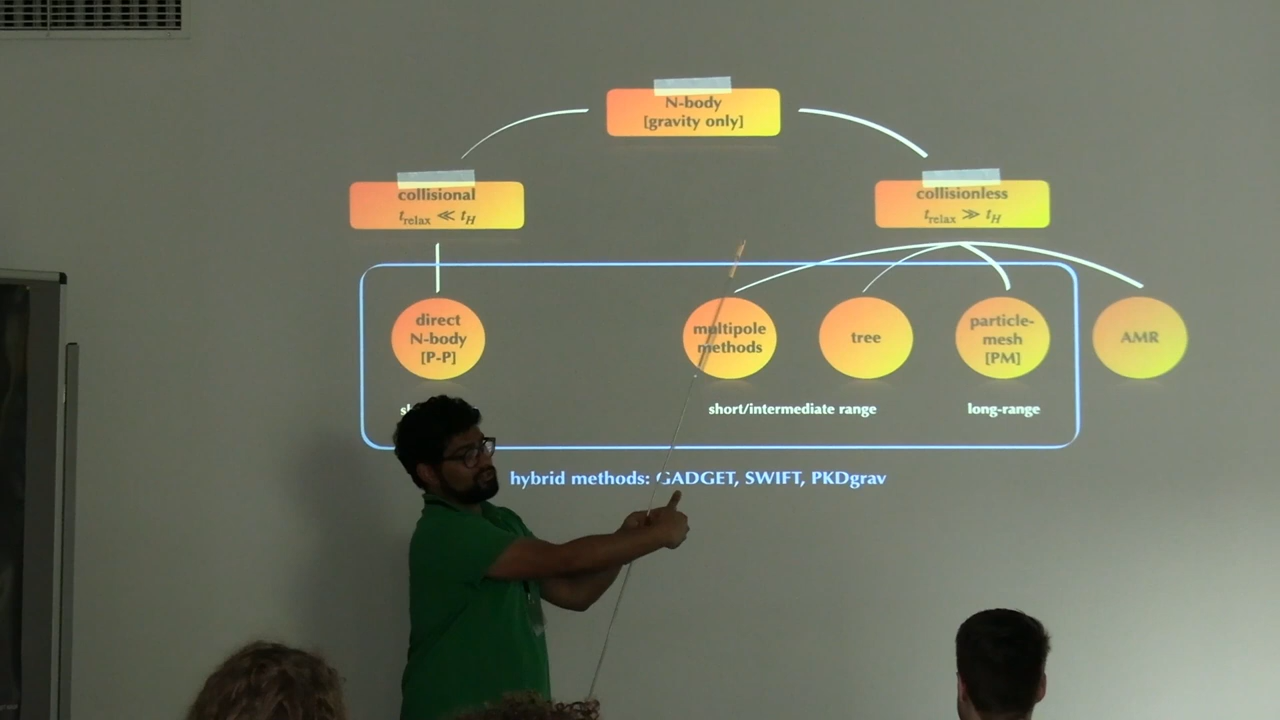 N-body
[gravity only]
collisional
t_relax ≪ t_H
collisionless
t_relax ≫ t_H
direct
N-body
[P-P]
multipole
methods
tree
particle-
mesh
[PM]
AMR
short/intermediate range
long-range
hybrid methods: GADGET, SWIFT, PKDgrav